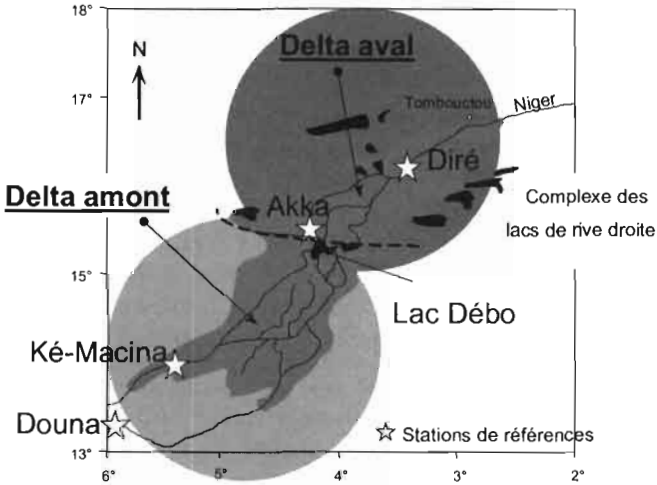 18°
N
Delta aval
17°
Tombouctou
Niger
Diré
Delta amont
Akka
Complexe des
lacs de rive droite
15°
Lac Débo
Ké-Macina
Douna
Stations de références
13°
6°
5°
4°
3°
2°